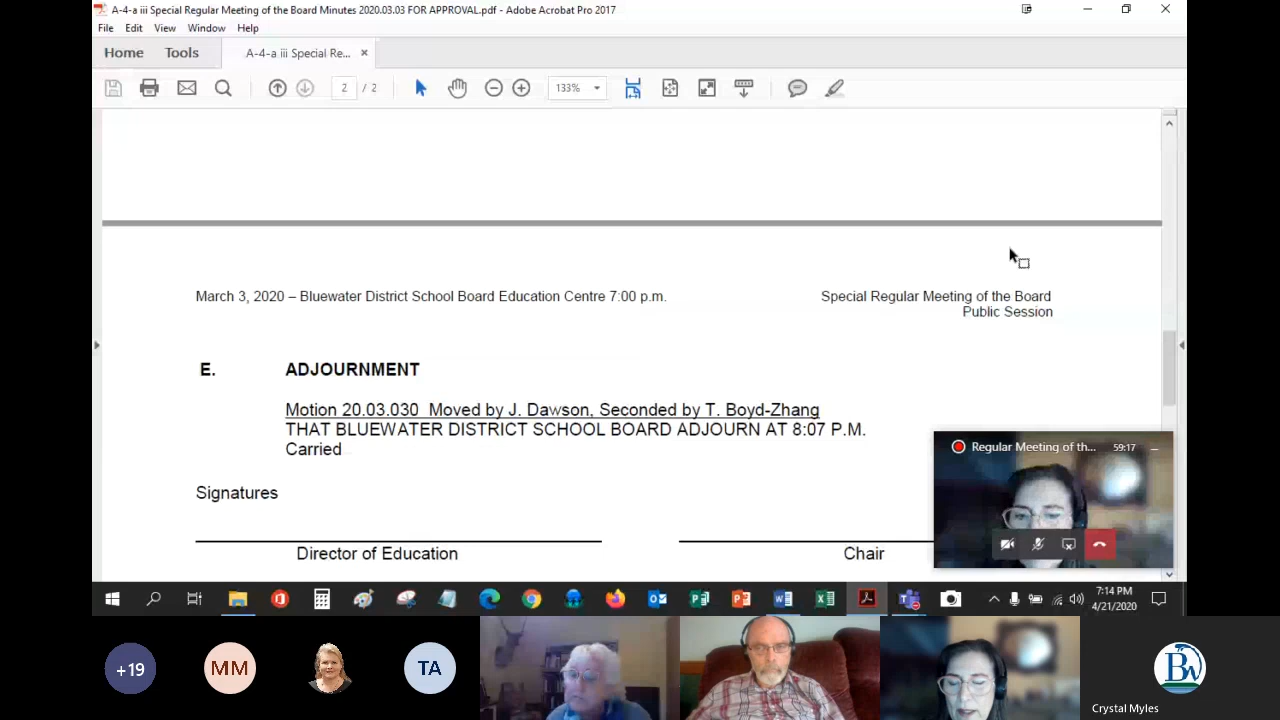 A-4-a iii Special Regular Meeting of the Board Minutes 2020.03.03 FOR APPROVAL.pdf - Adobe Acrobat Pro 2017
File Edit View Window Help
Home Tools A-4-a iii Special Re... ×
2 / 2 133%
March 3, 2020 – Bluewater District School Board Education Centre 7:00 p.m. Special Regular Meeting of the Board
Public Session
E. ADJOURNMENT
Motion 20.03.030 Moved by J. Dawson, Seconded by T. Boyd-Zhang
THAT BLUEWATER DISTRICT SCHOOL BOARD ADJOURN AT 8:07 P.M.
Carried
Regular Meeting of th... 59:17
Signatures
Director of Education Chair
7:14 PM
4/21/2020
+19 MM TA BW
Crystal Myles